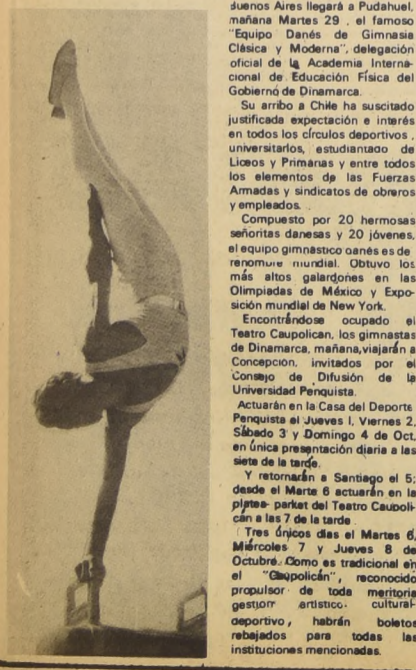 Buenos Aires llegará a Pudahuel,
mañana Martes 29 . el famoso
"Equipo Danés de Gimnasia
Clásica y Moderna", delegación
oficial de la Academia Interna-
cional de Educación Física del
Gobierno de Dinamarca.
Su arribo a Chile ha suscitado
justificada expectación e interés
en todos los círculos deportivos ,
universitarios, estudiantado de
Liceos y Primarias y entre todos
los elementos de las Fuerzas
Armadas y sindicatos de obreros
y empleados.
Compuesto por 20 hermosas
señoritas danesas y 20 jóvenes,
el equipo gimnástico danés es de
renombre mundial. Obtuvo los
más altos galardones en las
Olimpiadas de México y Expo-
sición mundial de New York.
Encontrándose ocupado el
Teatro Caupolican, los gimnastas
de Dinamarca, mañana,viajarán a
Concepción, invitados por el
Consejo de Difusión de la
Universidad Penquista.
Actuarán en la Casa del Deporte
Penquista el Jueves I, Viernes 2,
Sábado 3 y Domingo 4 de Oct.
en única presentación diaria a las
siete de la tarde.
Y retornarán a Santiago el 5;
desde el Marte 6 actuarán en la
platea- parket del Teatro Caupoli-
cán a las 7 de la tarde
Tres únicos días el Martes 6,
Miércoles 7 y Jueves 8 de
Octubre. Como es tradicional en
el "Caupolicán", reconocido
propulsor de toda meritoria
gestión artístico- cultural-
deportivo, habrán boletos
rebajados para todas las
instituciones mencionadas.